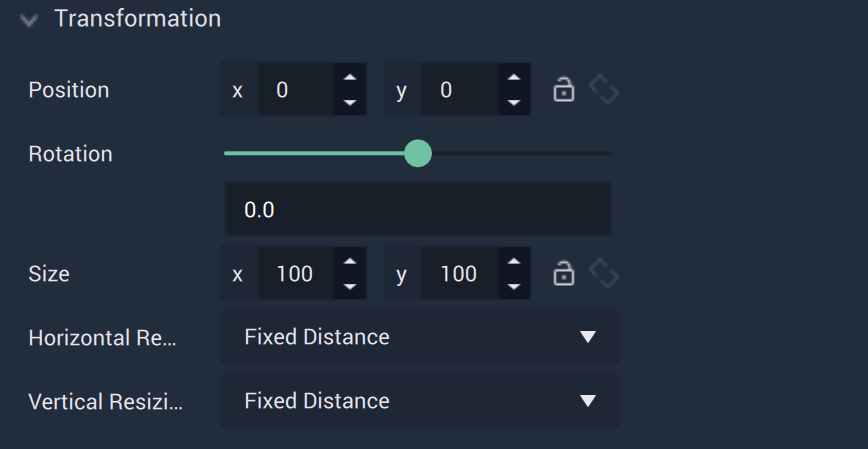 Transformation
Position x 0 y 0
Rotation
0.0
Size x 100 y 100
Horizontal Re... Fixed Distance
Vertical Resizi... Fixed Distance